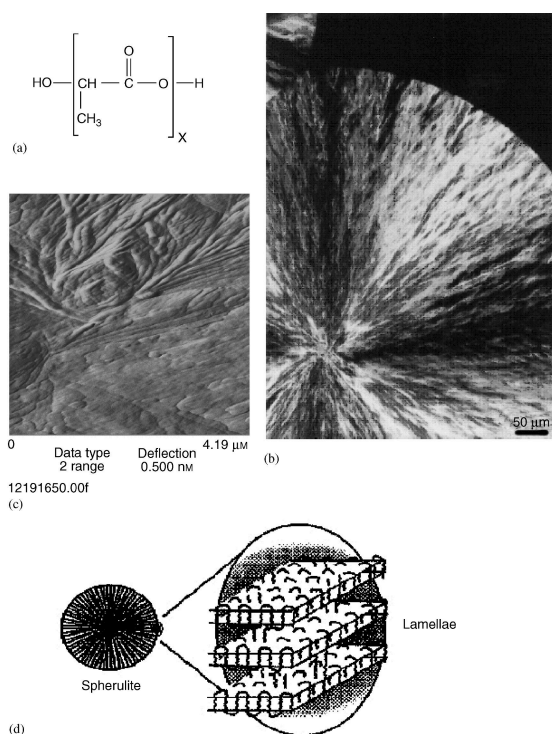 O
HO
CH
C
O
H
CH3
X
(a)
50 μm
(b)
0
4.19 μM
Data type
Deflection
2 range
0.500 nM
12191650.00f
(c)
Spherulite
Lamellae
(d)